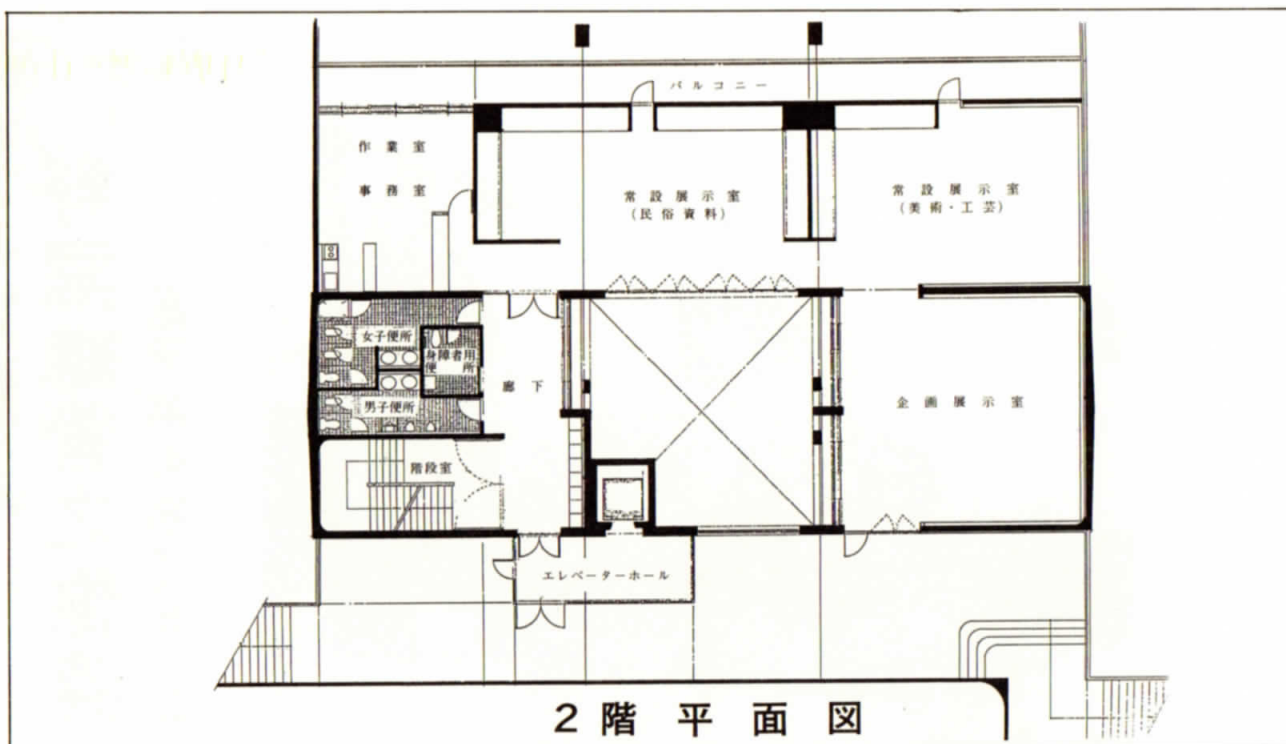 バルコニー
作業室
事務室
常設展示室
(民俗資料)
常設展示室
(美術・工芸)
女子便所
身障者用
便所
男子便所
廊下
企画展示室
階段室
エレベーターホール
2階平面図